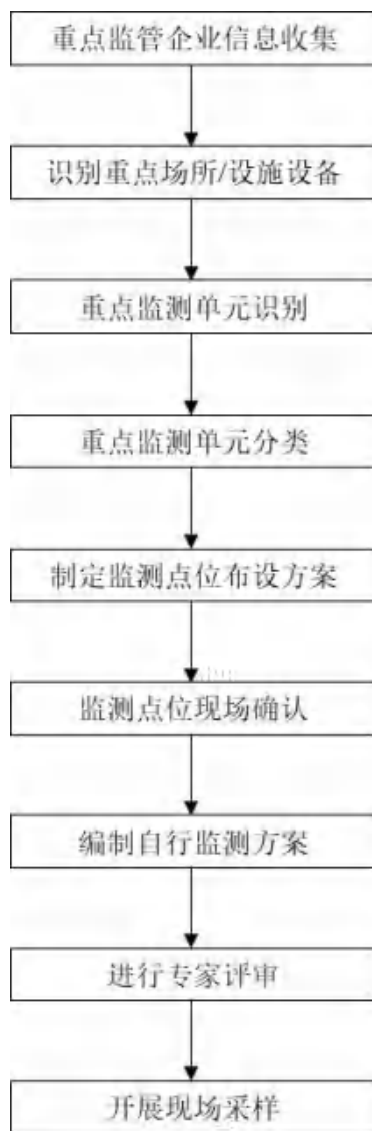 重点监管企业信息收集
识别重点场所/设施设备
重点监测单元识别
重点监测单元分类
制定监测点位布设方案
监测点位现场确认
编制自行监测方案
进行专家评审
开展现场采样